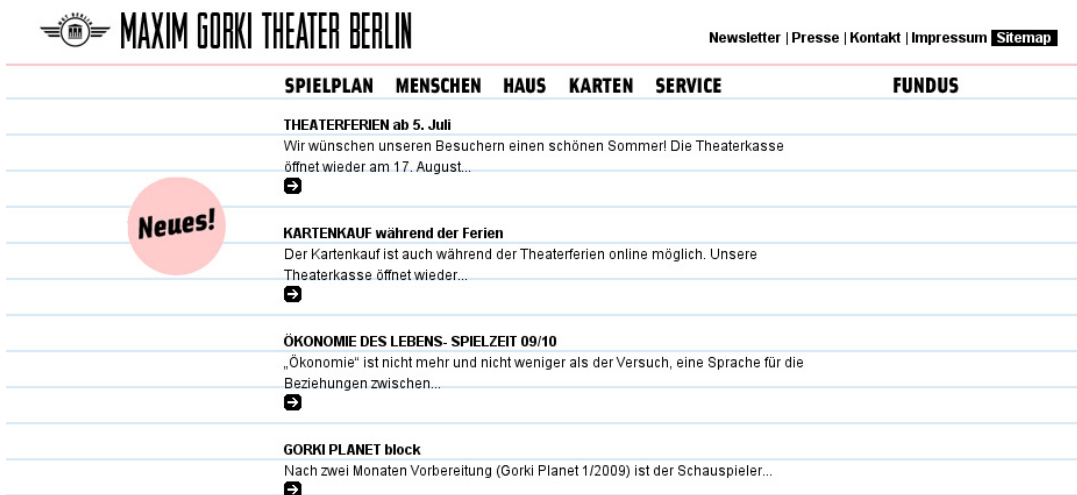 MAXIM GORKI THEATER BERLIN
Newsletter | Presse | Kontakt | Impressum Sitemap
SPIELPLAN MENSCHEN HAUS KARTEN SERVICE FUNDUS
THEATERFERIEN ab 5. Juli
Wir wünschen unseren Besuchern einen schönen Sommer! Die Theaterkasse
öffnet wieder am 17. August...
Neues!
KARTENKAUF während der Ferien
Der Kartenkauf ist auch während der Theaterferien online möglich. Unsere
Theaterkasse öffnet wieder...
ÖKONOMIE DES LEBENS- SPIELZEIT 09/10
„Ökonomie“ ist nicht mehr und nicht weniger als der Versuch, eine Sprache für die
Beziehungen zwischen...
GORKI PLANET block
Nach zwei Monaten Vorbereitung (Gorki Planet 1/2009) ist der Schauspieler...